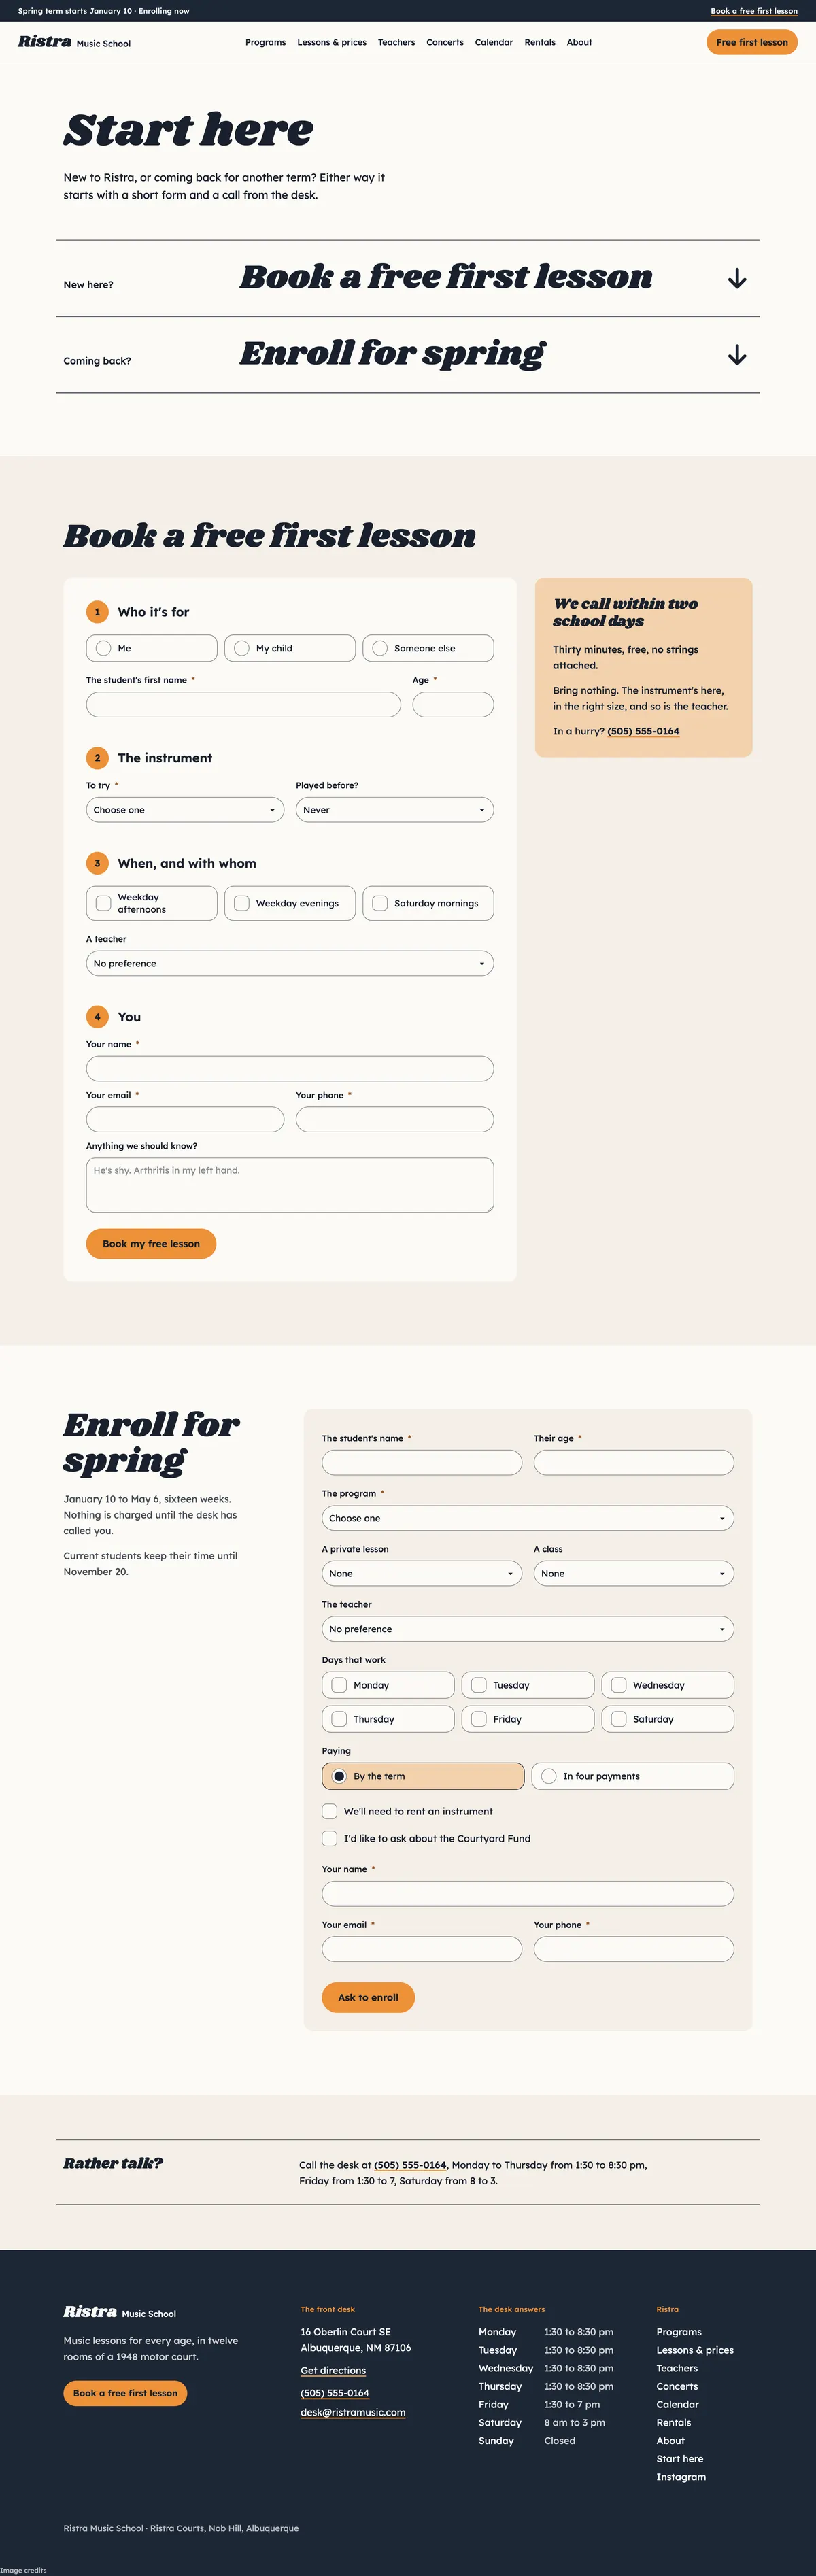 Spring term starts January 10 · Enrolling now
Book a free first lesson
Ristra Music School
Programs
Lessons & prices
Teachers
Concerts
Calendar
Rentals
About
Free first lesson
Start here
New to Ristra, or coming back for another term? Either way it
starts with a short form and a call from the desk.
New here?
Book a free first lesson
Coming back?
Enroll for spring
Book a free first lesson
1 Who it's for
Me
My child
Someone else
The student's first name *
Age *
2 The instrument
To try *
Played before?
Choose one
Never
3 When, and with whom
Weekday
afternoons
Weekday evenings
Saturday mornings
A teacher
No preference
4 You
Your name *
Your email *
Your phone *
Anything we should know?
He's shy. Arthritis in my left hand.
Book my free lesson
We call within two
school days
Thirty minutes, free, no strings
attached.
Bring nothing. The instrument's here,
in the right size, and so is the teacher.
In a hurry? (505) 555-0164
Enroll for
spring
January 10 to May 6, sixteen weeks.
Nothing is charged until the desk has
called you.
Current students keep their time until
November 20.
The student's name *
Their age *
The program *
Choose one
A private lesson
A class
None
None
The teacher
No preference
Days that work
Monday
Tuesday
Wednesday
Thursday
Friday
Saturday
Paying
By the term
In four payments
We'll need to rent an instrument
I'd like to ask about the Courtyard Fund
Your name *
Your email *
Your phone *
Ask to enroll
Rather talk?
Call the desk at (505) 555-0164, Monday to Thursday from 1:30 to 8:30 pm,
Friday from 1:30 to 7, Saturday from 8 to 3.
Ristra Music School
Music lessons for every age, in twelve
rooms of a 1948 motor court.
Book a free first lesson
The front desk
16 Oberlin Court SE
Albuquerque, NM 87106
Get directions
(505) 555-0164
desk@ristramusic.com
The desk answers
Monday 1:30 to 8:30 pm
Tuesday 1:30 to 8:30 pm
Wednesday 1:30 to 8:30 pm
Thursday 1:30 to 8:30 pm
Friday 1:30 to 7 pm
Saturday 8 am to 3 pm
Sunday Closed
Ristra
Programs
Lessons & prices
Teachers
Concerts
Calendar
Rentals
About
Start here
Instagram
Ristra Music School · Ristra Courts, Nob Hill, Albuquerque
Image credits